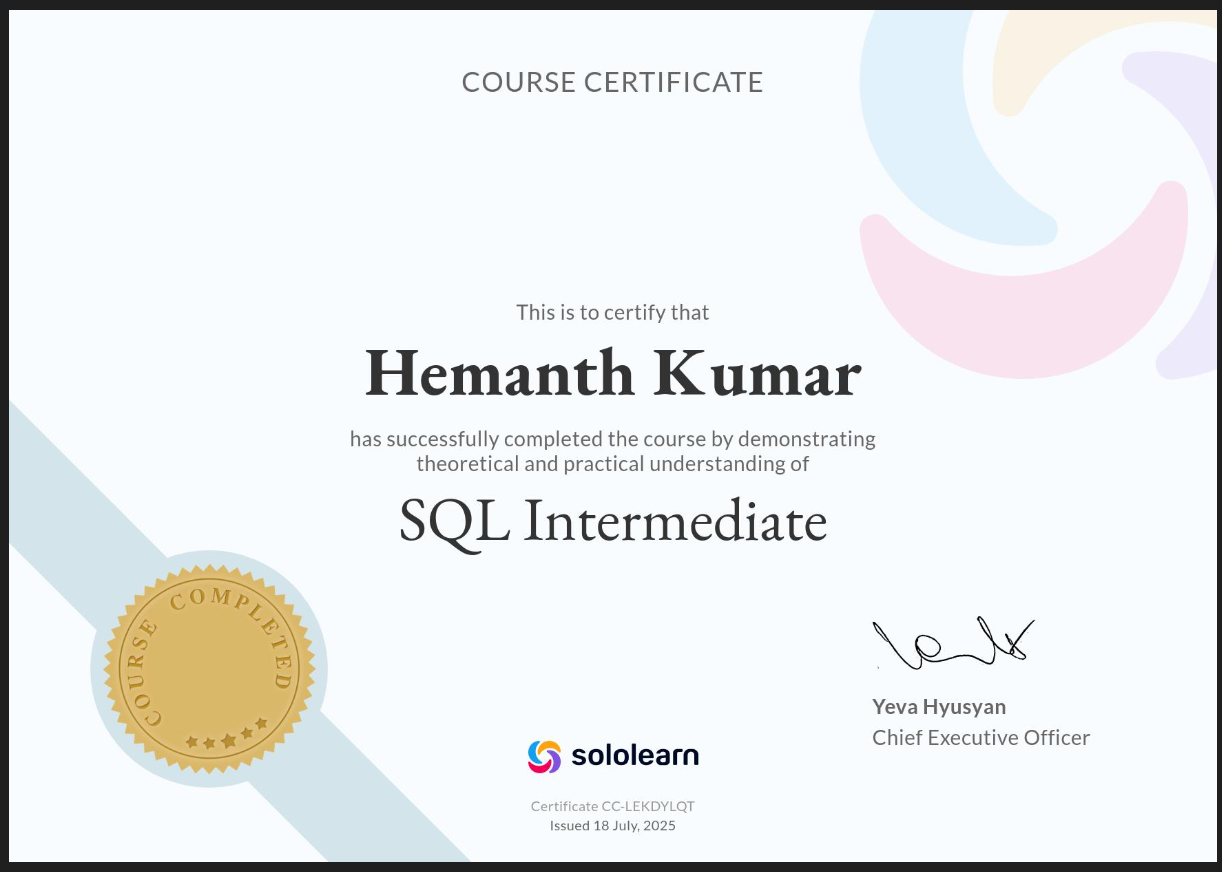 COURSE CERTIFICATE
This is to certify that
Hemanth Kumar
has successfully completed the course by demonstrating
theoretical and practical understanding of
SQL Intermediate
COURSE COMPLETED
Yeva Hyusyan
Chief Executive Officer
sololearn
Certificate CC-LEKDYLQT
Issued 18 July, 2025